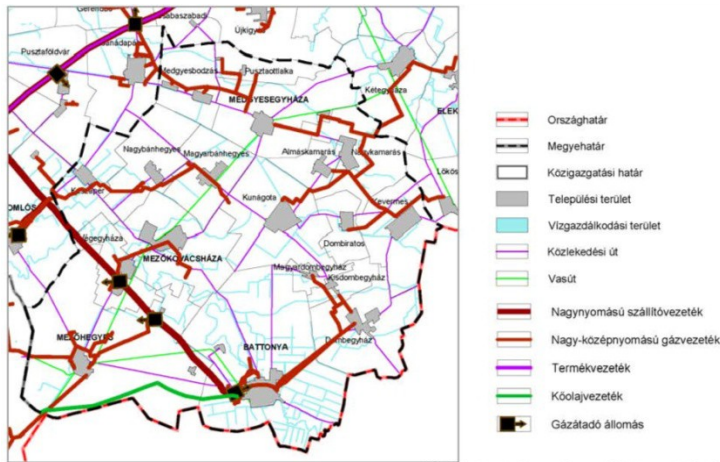 Gerendás
Csabaszabadi
Pusztaföldvár
Csanádapáca
Újkígyós
Medgyesbodzás
Pusztaottlaka
MEDGYESEGYHÁZA
Kétegyháza
ELEK
Nagybánhegyes
Magyarbánhegyes
Almáskamarás
Nagykamarás
Kunágota
Kevermes
Dombiratos
MEZŐKOVÁCSHÁZA
Magyardombegyház
Kisdombegyház
MEZŐHEGYES
BATTONYA
Dombegyház
Országhatár
Megyehatár
Közigazgatási határ
Települési terület
Vízgazdálkodási terület
Közlekedési út
Vasút
Nagynyomású szállítóvezeték
Nagy-középnyomású gázvezeték
Termékvezeték
Kőolajvezeték
Gázátadó állomás